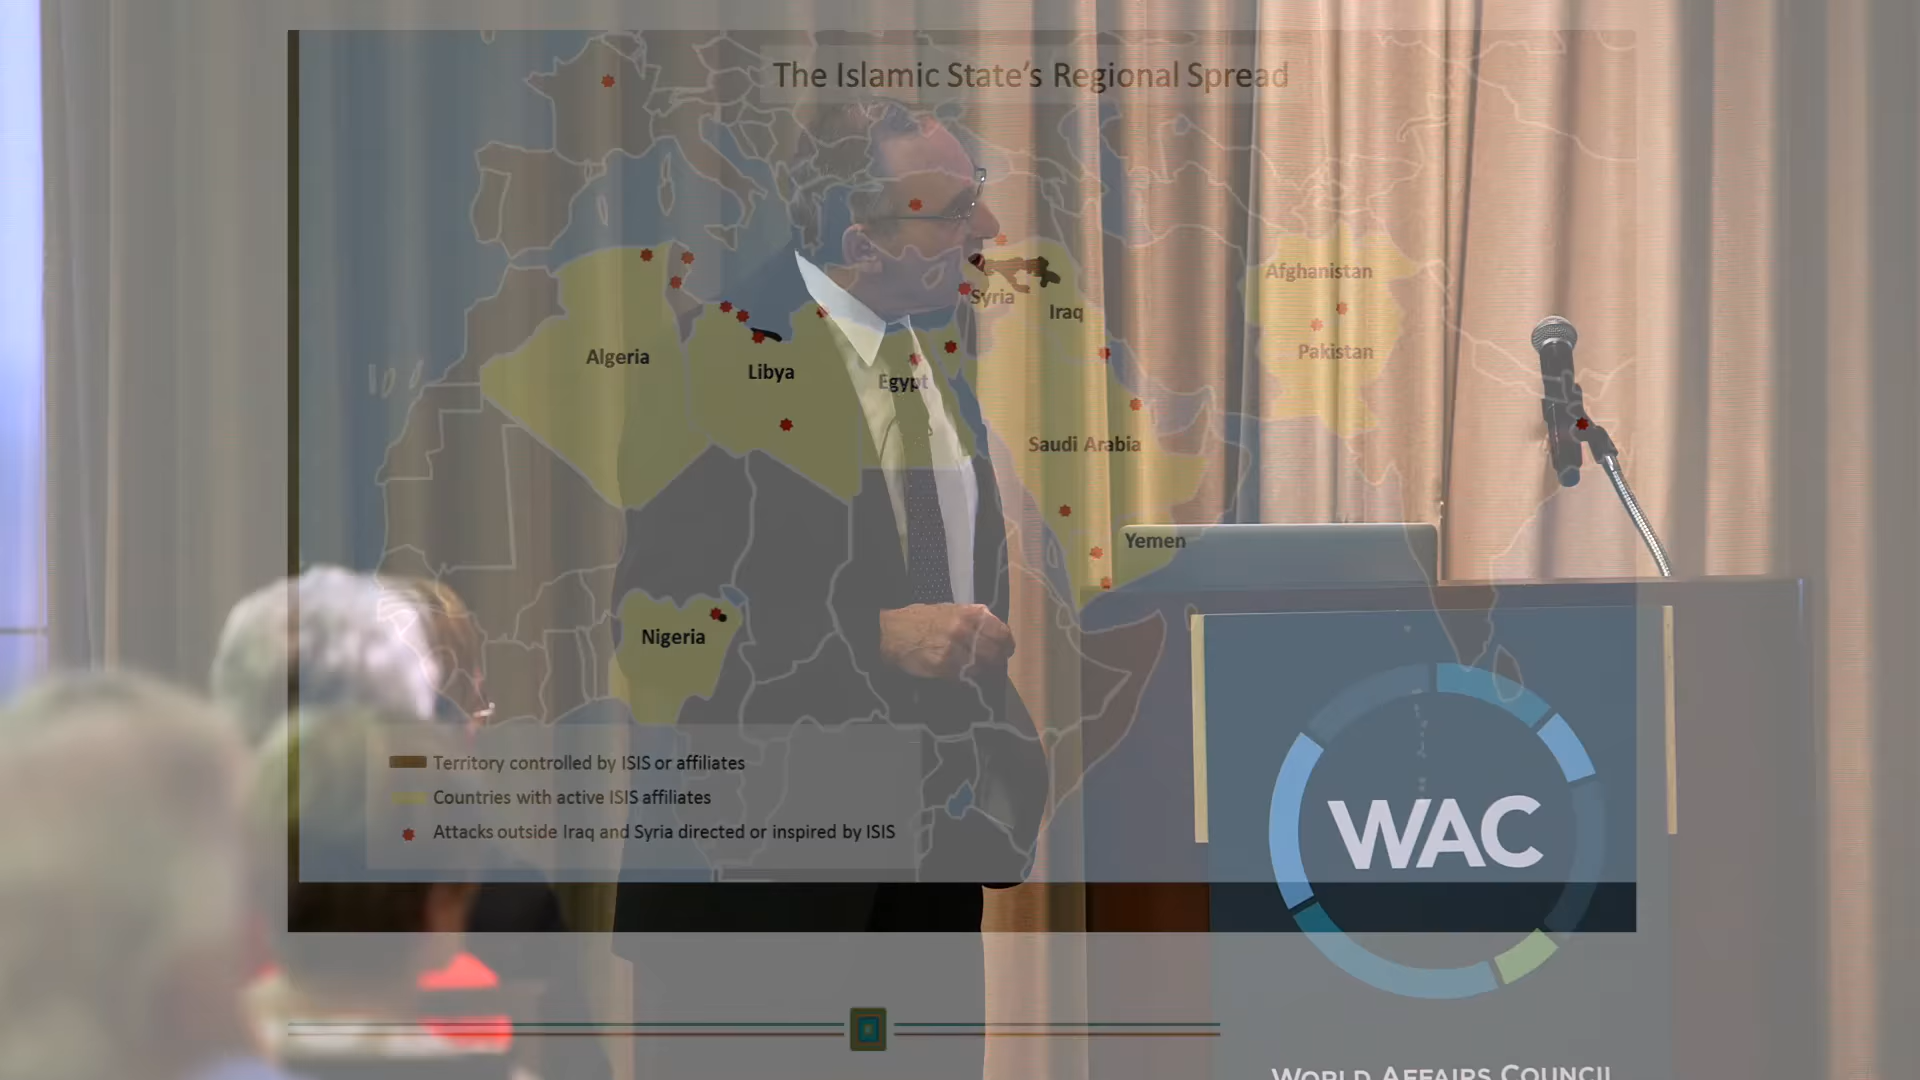 The Islamic State's Regional Spread
Afghanistan
Syria
Iraq
Pakistan
Algeria
Libya
Egypt
Saudi Arabia
Yemen
Nigeria
Territory controlled by ISIS or affiliates
Countries with active ISIS affiliates
Attacks outside Iraq and Syria directed or inspired by ISIS
WAC
WORLD AFFAIRS COUNCIL